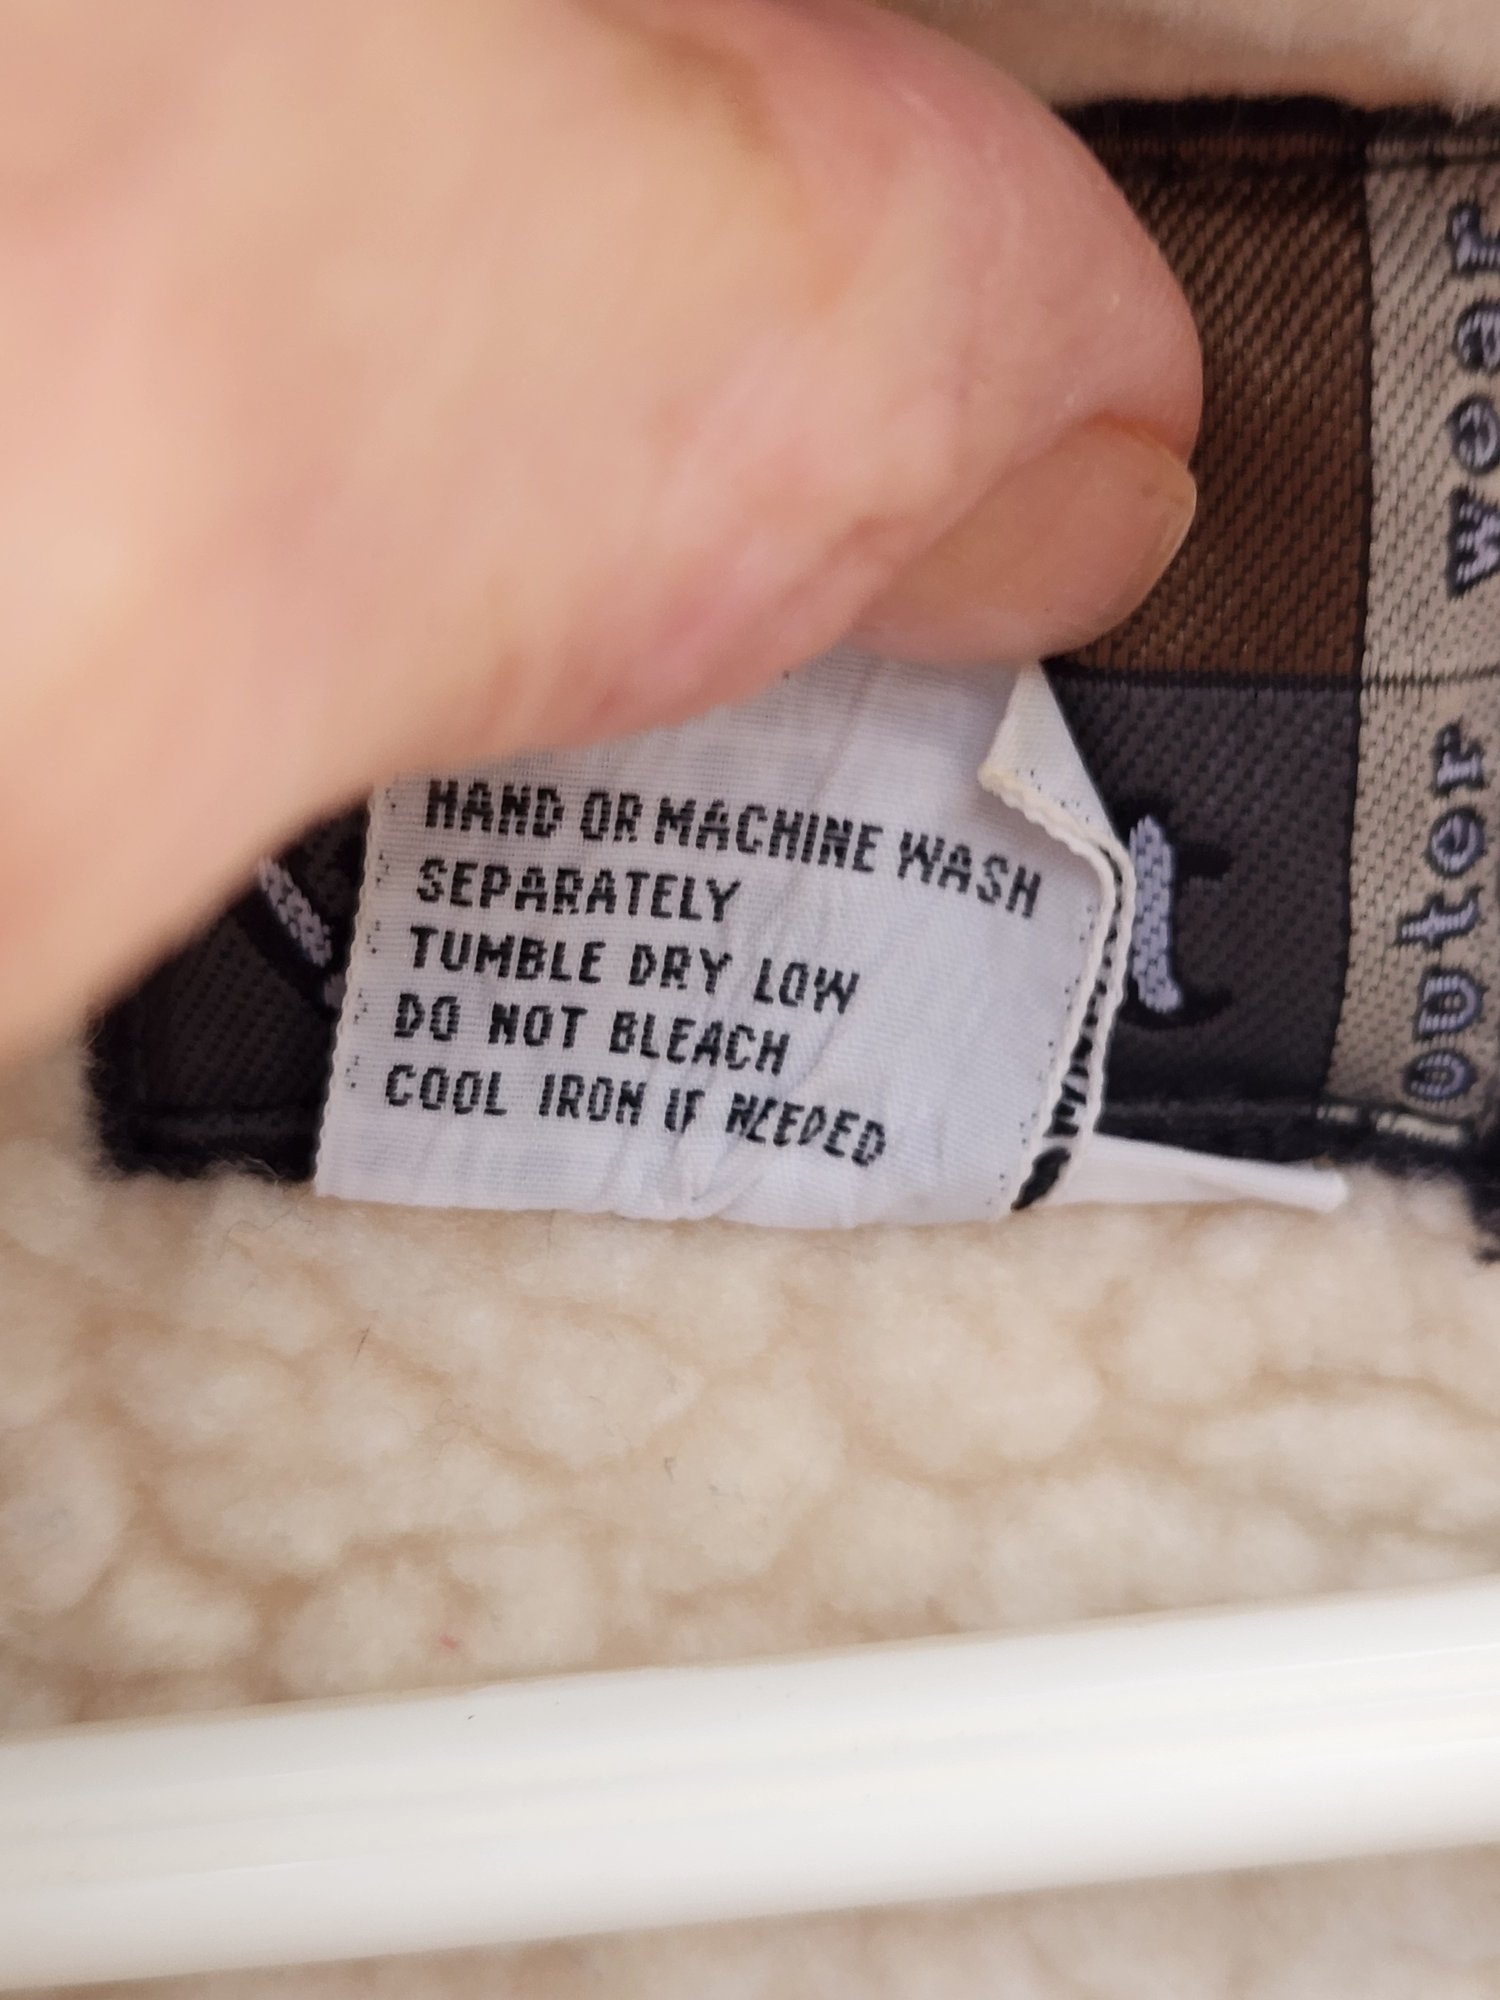 HAND OR MACHINE WASH
SEPARATELY
TUMBLE DRY LOW
DO NOT BLEACH
COOL IRON IF NEEDED
outer wear